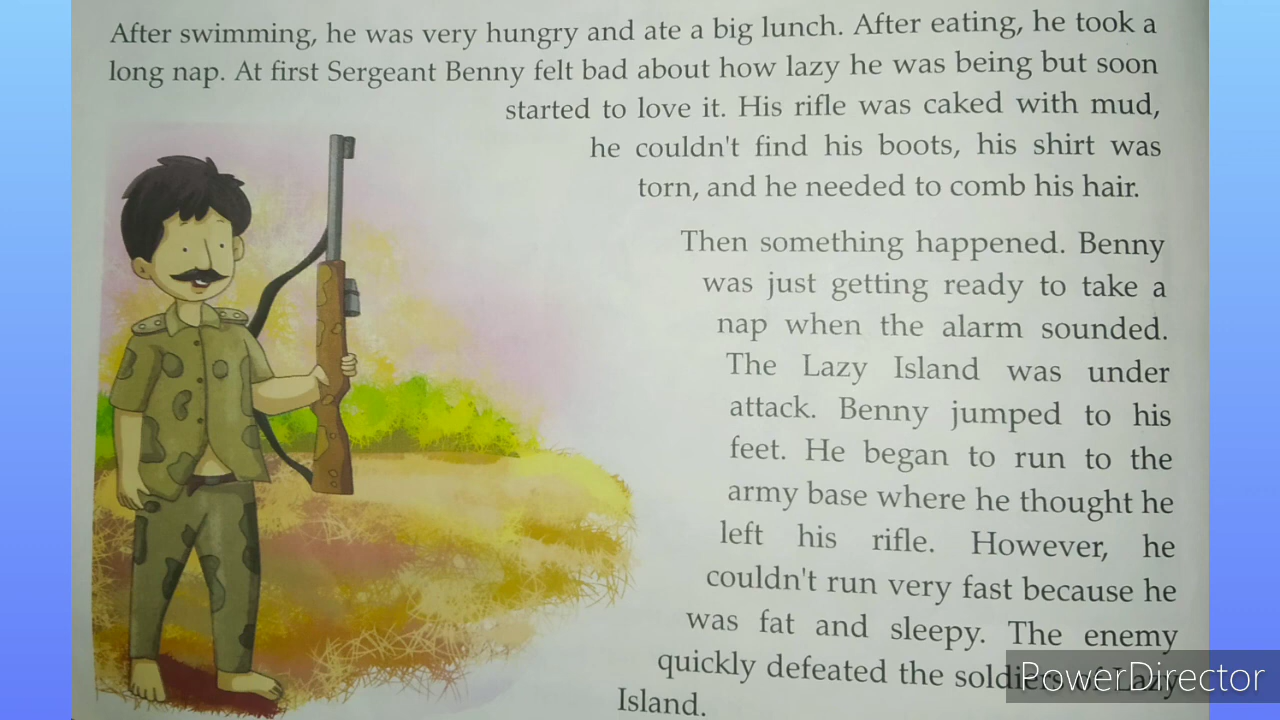 After swimming, he was very hungry and ate a big lunch. After eating, he took a
long nap. At first Sergeant Benny felt bad about how lazy he was being but soon
started to love it. His rifle was caked with mud,
he couldn't find his boots, his shirt was
torn, and he needed to comb his hair.
Then something happened. Benny
was just getting ready to take a
nap when the alarm sounded.
The Lazy Island was under
attack. Benny jumped to his
feet. He began to run to the
army base where he thought he
left his rifle. However, he
couldn't run very fast because he
was fat and sleepy. The enemy
quickly defeated the soldiers of Lazy
Island.
PowerDirector